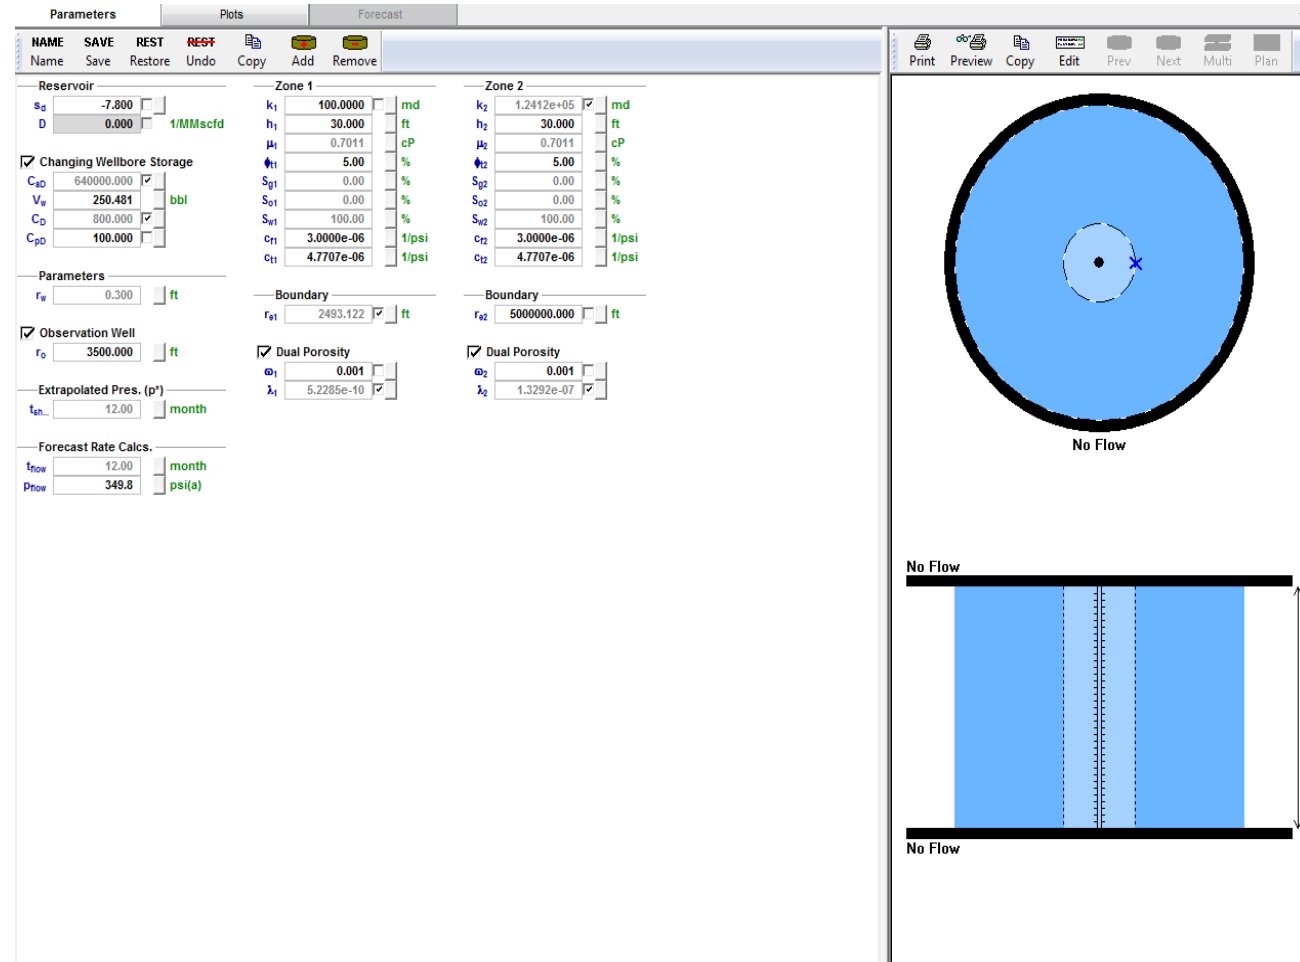 Parameters Plots Forecast
NAME SAVE REST REST
Name Save Restore Undo Copy Add Remove
Print Preview Copy Edit Prev Next Multi Plan
Reservoir
sd -7.800
D 0.000 1/MMscfd
Changing Wellbore Storage
CaD 640000.000
Vw 250.481 bbl
CD 800.000
CpD 100.000
Parameters
rw 0.300 ft
Observation Well
ro 3500.000 ft
Extrapolated Pres. (p*)
tsh... 12.00 month
Forecast Rate Calcs.
tflow 12.00 month
pflow 349.8 psi(a)
Zone 1
k1 100.0000 md
h1 30.000 ft
μ1 0.7011 cP
ϕt1 5.00 %
Sg1 0.00 %
So1 0.00 %
Sw1 100.00 %
cf1 3.0000e-06 1/psi
ct1 4.7707e-06 1/psi
Boundary
re1 2493.122 ft
Dual Porosity
ω1 0.001
λ1 5.2285e-10
Zone 2
k2 1.2412e+05 md
h2 30.000 ft
μ2 0.7011 cP
ϕt2 5.00 %
Sg2 0.00 %
So2 0.00 %
Sw2 100.00 %
cf2 3.0000e-06 1/psi
ct2 4.7707e-06 1/psi
Boundary
re2 5000000.000 ft
Dual Porosity
ω2 0.001
λ2 1.3292e-07
No Flow
No Flow
No Flow